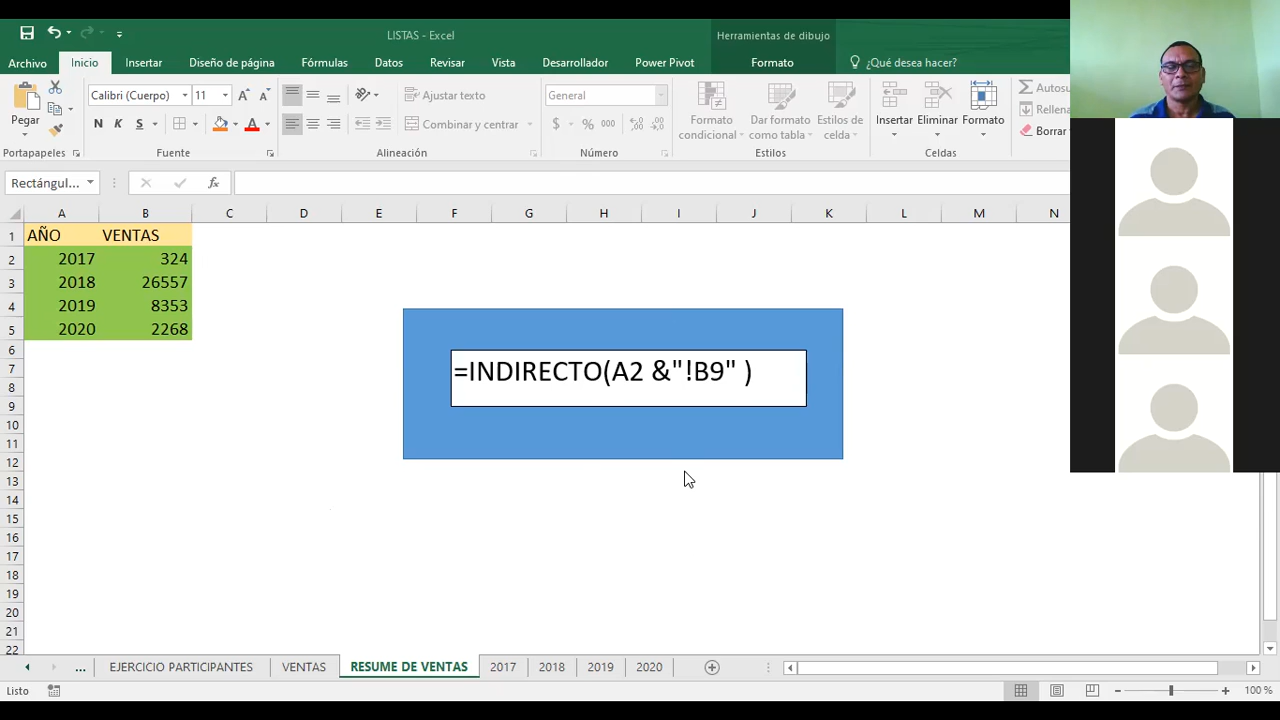 LISTAS - Excel
Herramientas de dibujo
Archivo Inicio Insertar Diseño de página Fórmulas Datos Revisar Vista Desarrollador Power Pivot Formato ¿Qué desea hacer?
Pegar
Calibri (Cuerpo) 11
N K S
Ajustar texto
Combinar y centrar
General
$ % 000
Formato condicional
Dar formato como tabla
Estilos de celda
Insertar Eliminar Formato
Autosu
Rellena
Borrar
Portapapeles Fuente Alineación Número Estilos Celdas
Rectángul... fx
A B C D E F G H I J K L M N
1 AÑO VENTAS
2 2017 324
3 2018 26557
4 2019 8353
5 2020 2268
6
7
8
9
10
11
12
13
14
15
16
17
18
19
20
21
22
=INDIRECTO(A2 &"!B9" )
... EJERCICIO PARTICIPANTES VENTAS RESUME DE VENTAS 2017 2018 2019 2020
Listo 100 %